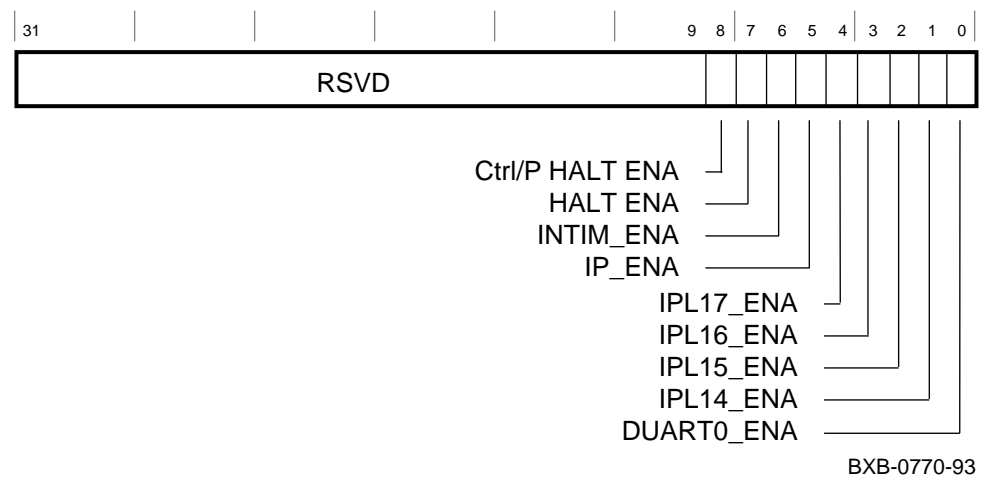 31 9 8 7 6 5 4 3 2 1 0
RSVD
Ctrl/P HALT ENA
HALT ENA
INTIM_ENA
IP_ENA
IPL17_ENA
IPL16_ENA
IPL15_ENA
IPL14_ENA
DUART0_ENA
BXB-0770-93